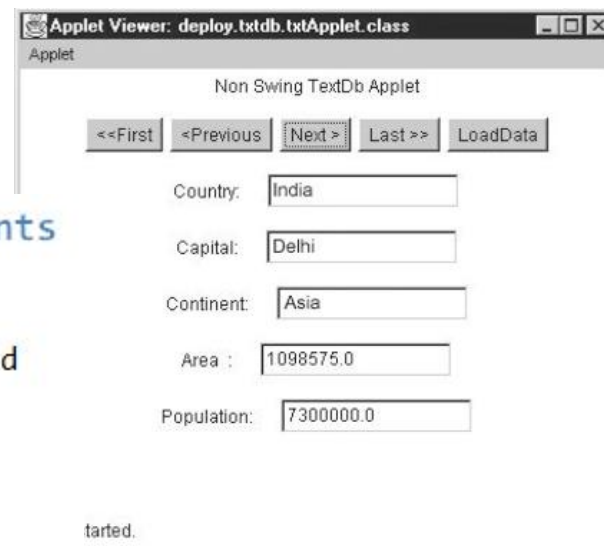 Applet Viewer: deploy.txtdb.txtApplet.class
Applet
Non Swing TextDb Applet
<<First <Previous Next > Last >> LoadData
Country: India
nts
Capital: Delhi
Continent: Asia
d
Area : 1098575.0
Population: 7300000.0
tarted.